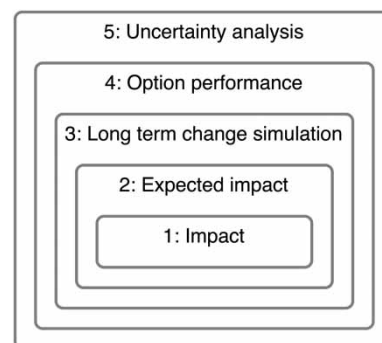 5: Uncertainty analysis
4: Option performance
3: Long term change simulation
2: Expected impact
1: Impact